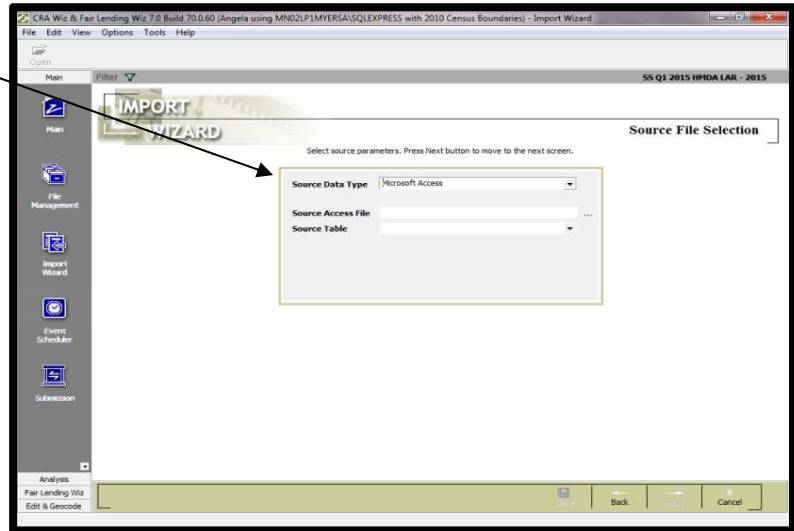 CRA Wiz & Fair Lending Wiz 7.0 Build 70.0.60 (Angela using MN02LP1MYERSA\SQLEXPRESS with 2010 Census Boundaries) - Import Wizard
File Edit View Options Tools Help
Open
Main Filter SS Q1 2015 HMDA LAR - 2015
IMPORT
WIZARD
Main
Source File Selection
Select source parameters. Press Next button to move to the next screen.
Source Data Type Microsoft Access
File
Management
Source Access File ...
Source Table
Import
Wizard
Event
Scheduler
Submission
Analysis
Fair Lending Wiz
Edit & Geocode
Save Back Next Cancel